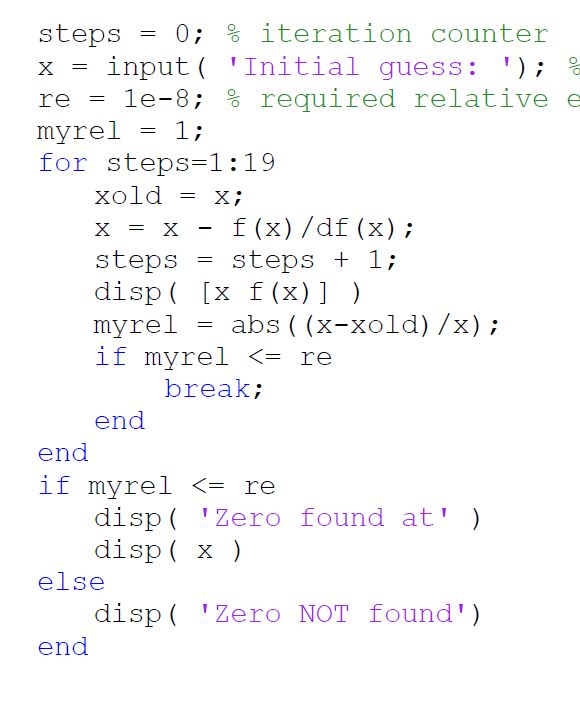 steps = 0; % iteration counter
x = input( 'Initial guess: '); %
re = 1e-8; % required relative e
myrel = 1;
for steps=1:19
    xold = x;
    x = x - f(x)/df(x);
    steps = steps + 1;
    disp( [x f(x)] )
    myrel = abs((x-xold)/x);
    if myrel <= re
        break;
    end
end
if myrel <= re
    disp( 'Zero found at' )
    disp( x )
else
    disp( 'Zero NOT found')
end